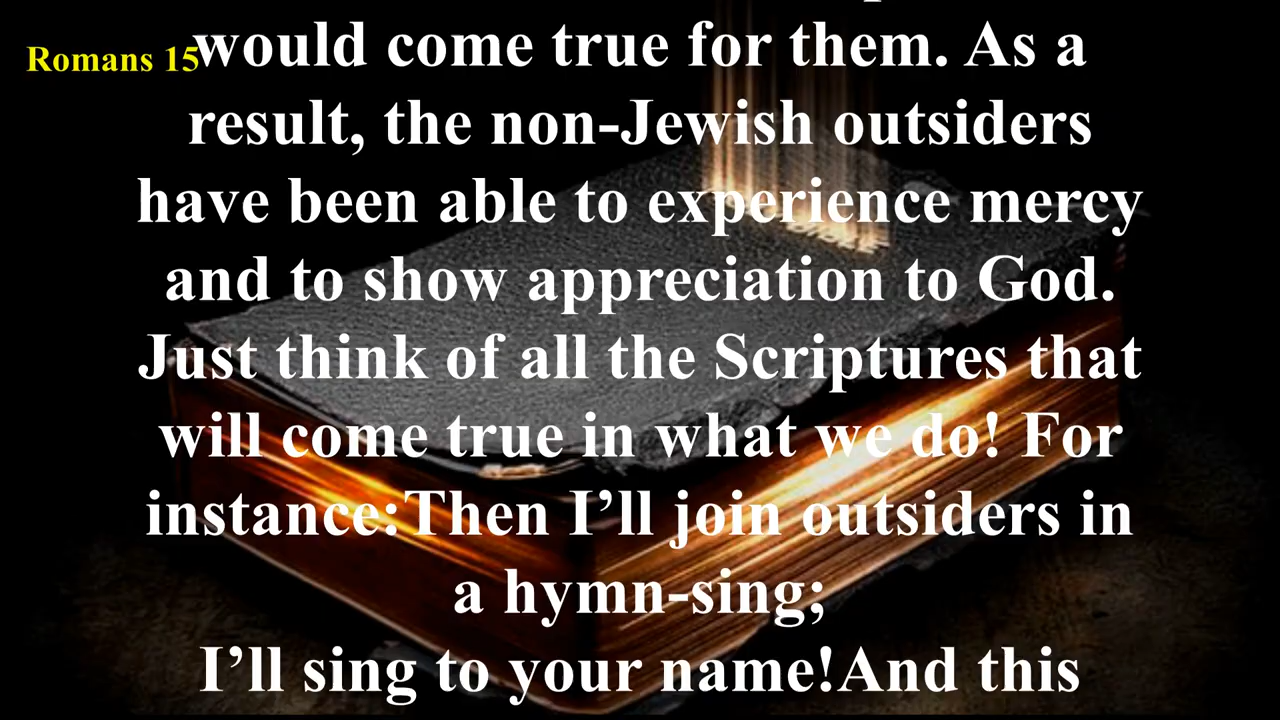 Romans 15
would come true for them. As a
result, the non-Jewish outsiders
have been able to experience mercy
and to show appreciation to God.
Just think of all the Scriptures that
will come true in what we do! For
instance:Then I’ll join outsiders in
a hymn-sing;
I’ll sing to your name!And this